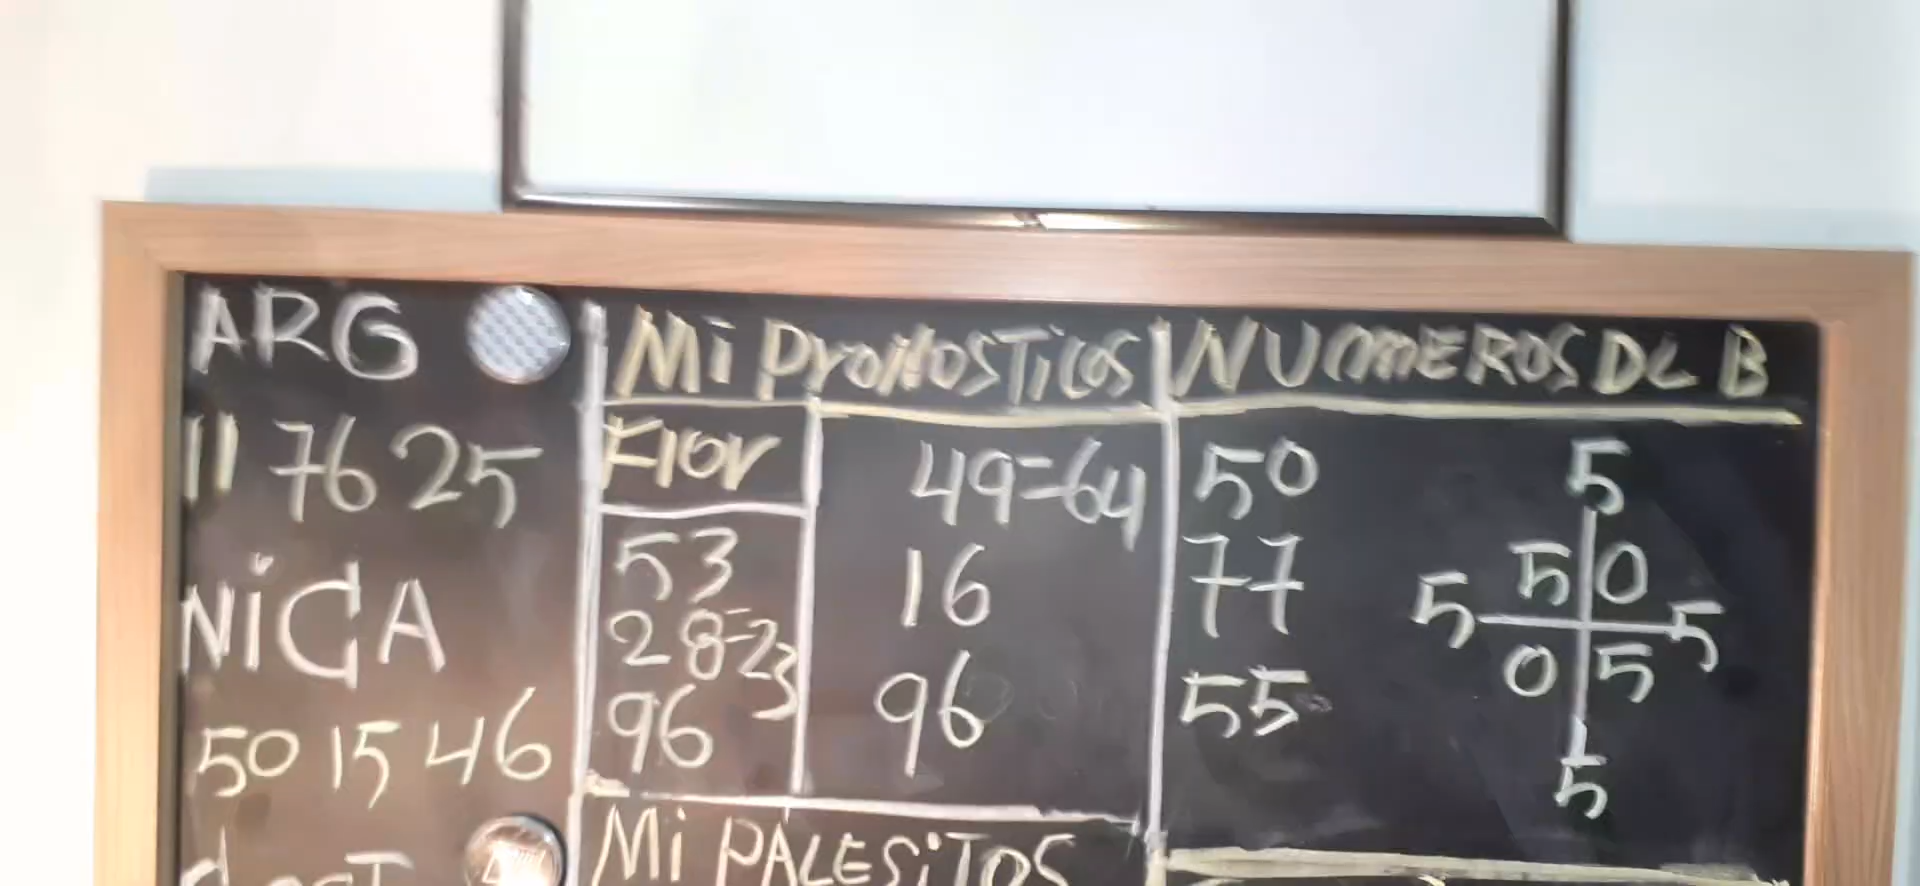 ARG
11 76 25
NiCA
50 15 46
Mi PrONOSTiCOS
Flor
53
28-23
96
49=64
16
96
Mi PALESiTOS
NUMEROS DL B
50
77
55
5
5 0
5 5
0 5
5